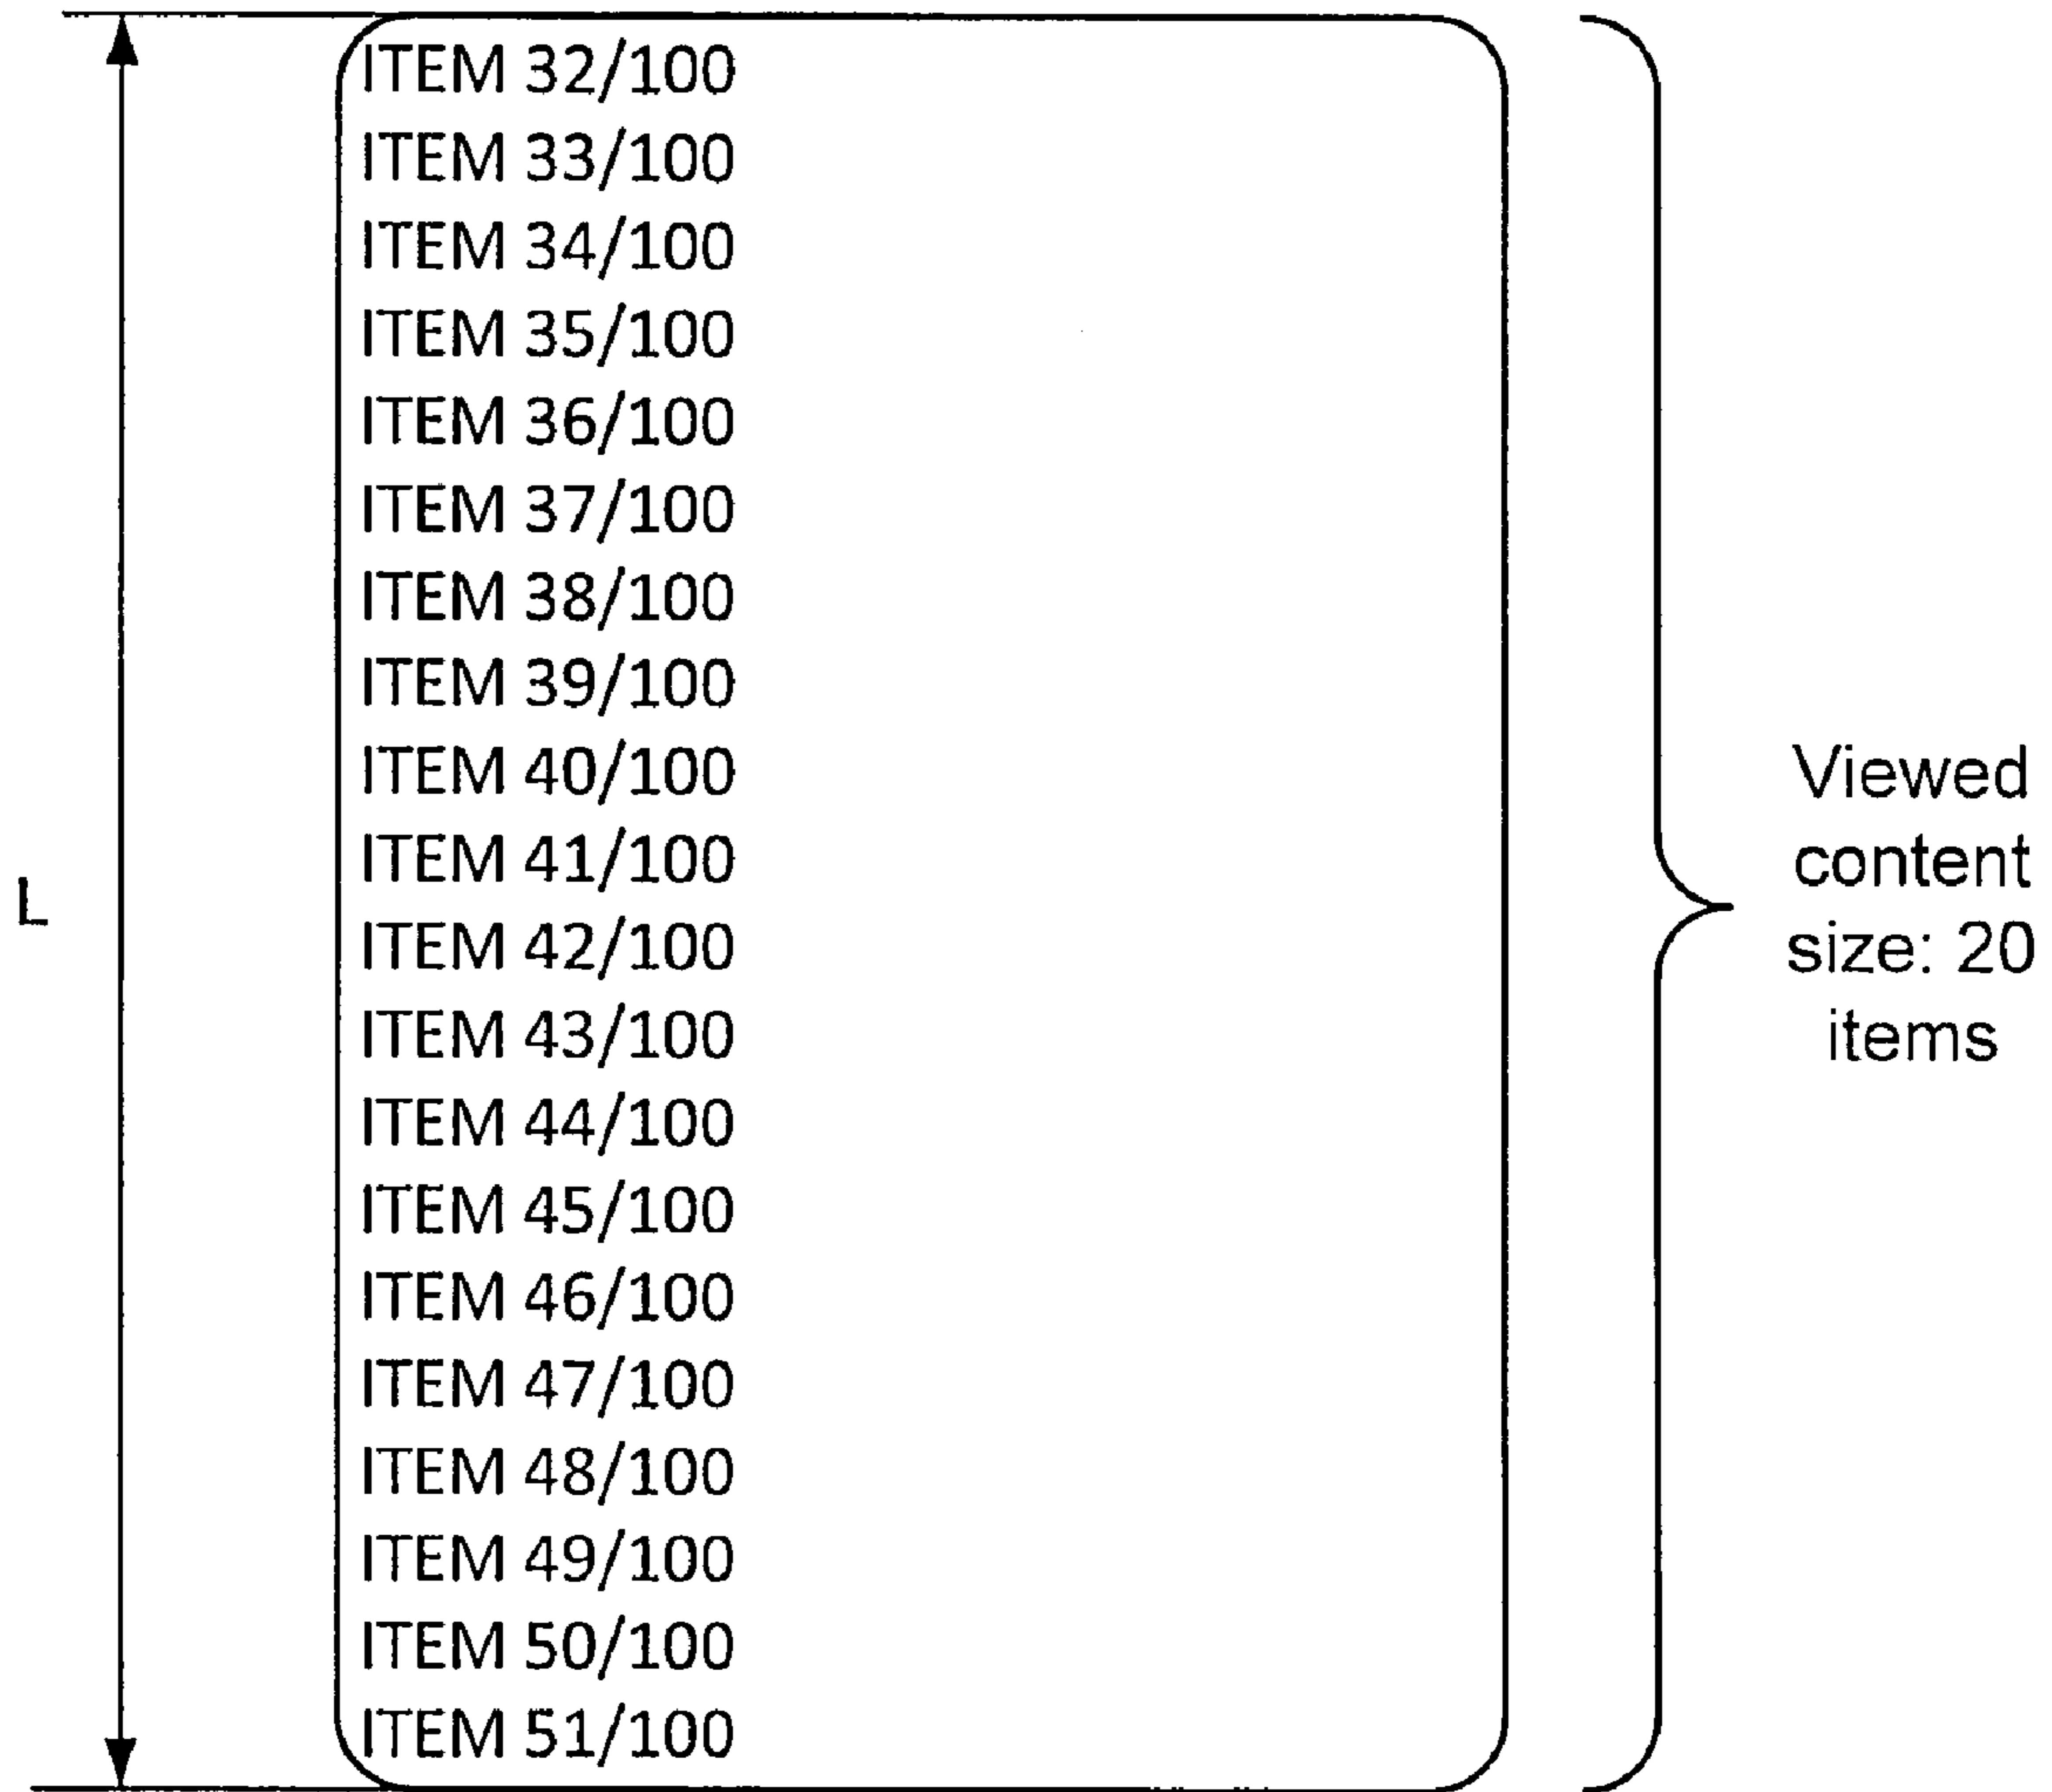 L
ITEM 32/100
ITEM 33/100
ITEM 34/100
ITEM 35/100
ITEM 36/100
ITEM 37/100
ITEM 38/100
ITEM 39/100
ITEM 40/100
ITEM 41/100
ITEM 42/100
ITEM 43/100
ITEM 44/100
ITEM 45/100
ITEM 46/100
ITEM 47/100
ITEM 48/100
ITEM 49/100
ITEM 50/100
ITEM 51/100
Viewed
content
size: 20
items